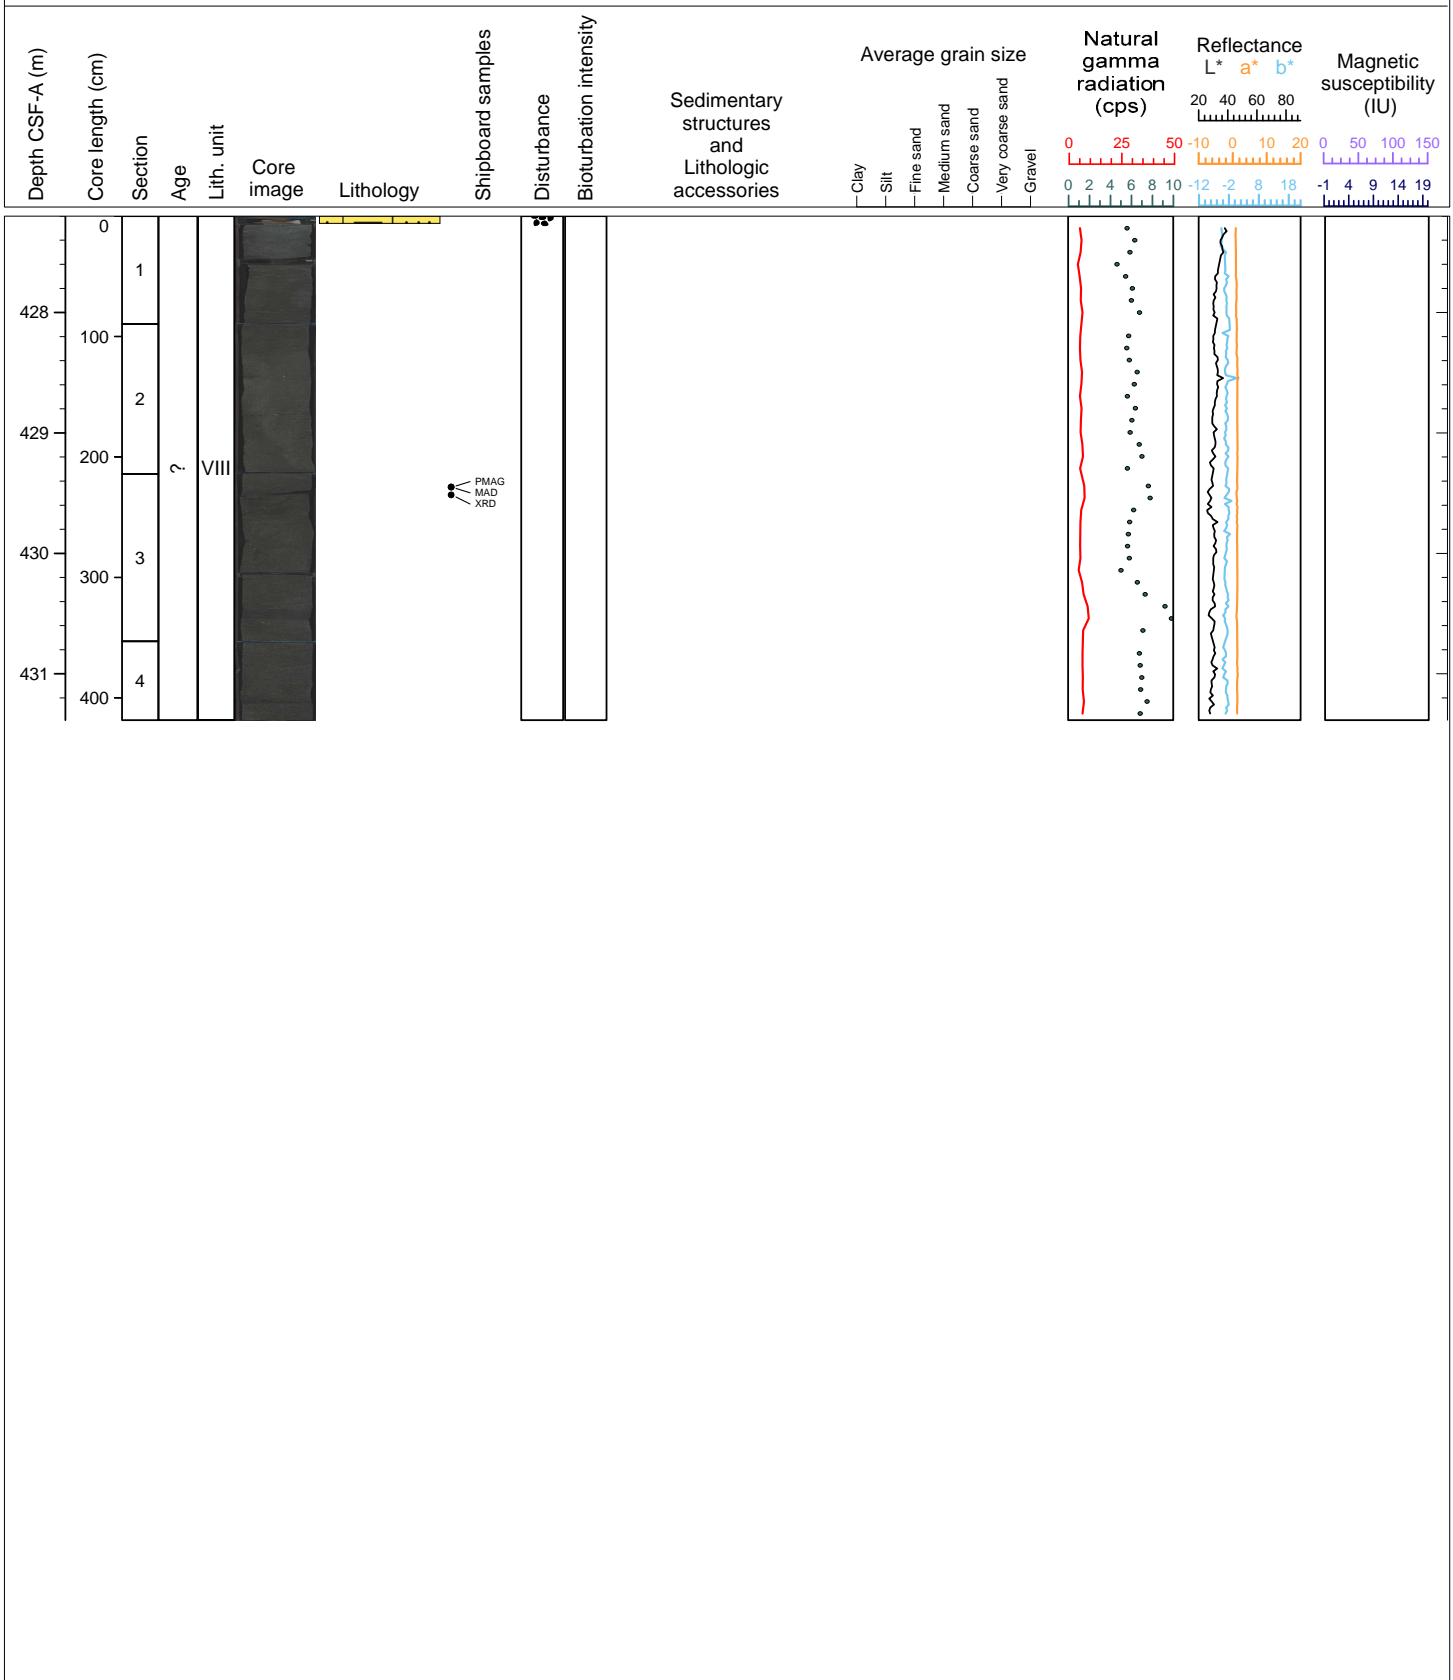 Depth CSF-A (m)
Core length (cm)
Section
Age
Lith. unit
Core
image
Lithology
Shipboard samples
Disturbance
Bioturbation intensity
Sedimentary
structures
and
Lithologic
accessories
Average grain size
Clay
Silt
Fine sand
Medium sand
Coarse sand
Very coarse sand
Gravel
Natural
gamma
radiation
(cps)
0 25 50
0 2 4 6 8 10
Reflectance
L* a* b*
20 40 60 80
-10 0 10 20
-12 -2 8 18
Magnetic
susceptibility
(IU)
0 50 100 150
-1 4 9 14 19
0
1
428
100
2
429
200
?
VIII
PMAG
MAD
XRD
430
3
300
431
4
400